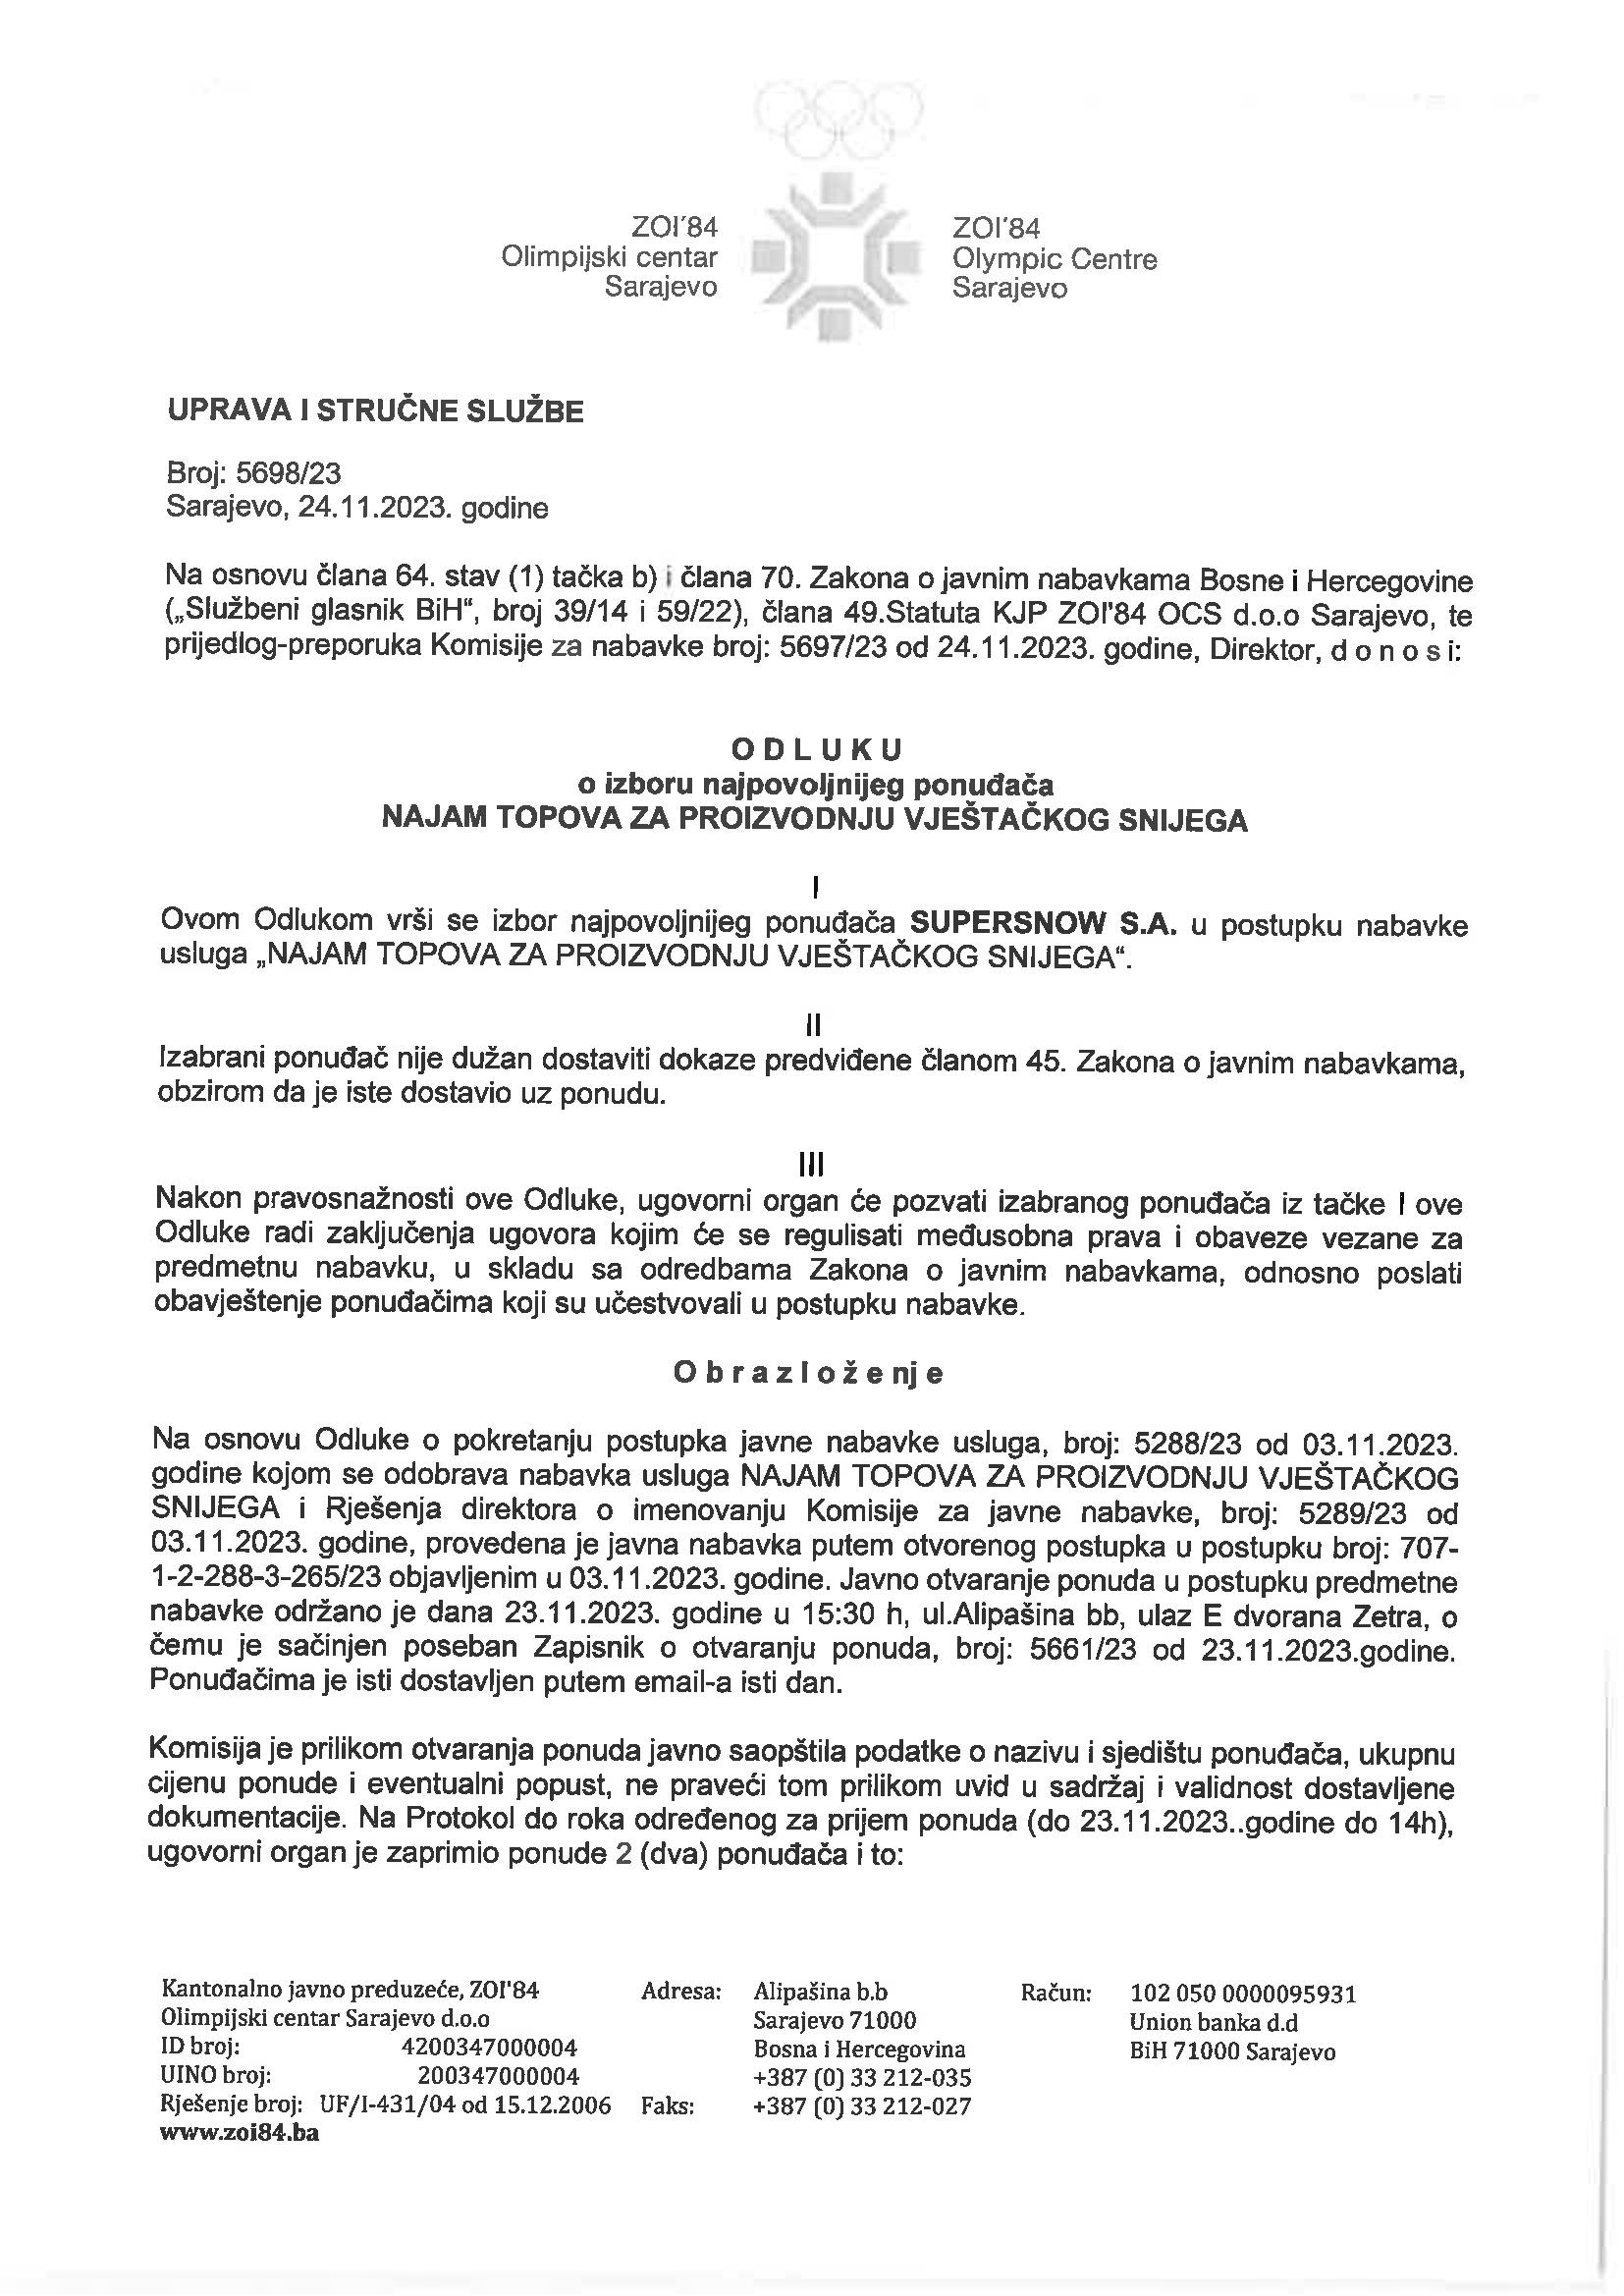 ZOI'84
Olimpijski centar
Sarajevo
ZOI'84
Olympic Centre
Sarajevo
UPRAVA I STRUČNE SLUŽBE
Broj: 5698/23
Sarajevo, 24.11.2023. godine
Na osnovu člana 64. stav (1) tačka b) i člana 70. Zakona o javnim nabavkama Bosne i Hercegovine
(„Službeni glasnik BiH“, broj 39/14 i 59/22), člana 49.Statuta KJP ZOI'84 OCS d.o.o Sarajevo, te
prijedlog-preporuka Komisije za nabavke broj: 5697/23 od 24.11.2023. godine, Direktor, d o n o s i:
O D L U K U
o izboru najpovoljnijeg ponuđača
NAJAM TOPOVA ZA PROIZVODNJU VJEŠTAČKOG SNIJEGA
I
Ovom Odlukom vrši se izbor najpovoljnijeg ponuđača SUPERSNOW S.A. u postupku nabavke
usluga „NAJAM TOPOVA ZA PROIZVODNJU VJEŠTAČKOG SNIJEGA“.
II
Izabrani ponuđač nije dužan dostaviti dokaze predviđene članom 45. Zakona o javnim nabavkama,
obzirom da je iste dostavio uz ponudu.
III
Nakon pravosnažnosti ove Odluke, ugovorni organ će pozvati izabranog ponuđača iz tačke I ove
Odluke radi zaključenja ugovora kojim će se regulisati međusobna prava i obaveze vezane za
predmetnu nabavku, u skladu sa odredbama Zakona o javnim nabavkama, odnosno poslati
obavještenje ponuđačima koji su učestvovali u postupku nabavke.
O b r a z l o ž e nj e
Na osnovu Odluke o pokretanju postupka javne nabavke usluga, broj: 5288/23 od 03.11.2023.
godine kojom se odobrava nabavka usluga NAJAM TOPOVA ZA PROIZVODNJU VJEŠTAČKOG
SNIJEGA i Rješenja direktora o imenovanju Komisije za javne nabavke, broj: 5289/23 od
03.11.2023. godine, provedena je javna nabavka putem otvorenog postupka u postupku broj: 707-
1-2-288-3-265/23 objavljenim u 03.11.2023. godine. Javno otvaranje ponuda u postupku predmetne
nabavke održano je dana 23.11.2023. godine u 15:30 h, ul.Alipašina bb, ulaz E dvorana Zetra, o
čemu je sačinjen poseban Zapisnik o otvaranju ponuda, broj: 5661/23 od 23.11.2023.godine.
Ponuđačima je isti dostavljen putem email-a isti dan.
Komisija je prilikom otvaranja ponuda javno saopštila podatke o nazivu i sjedištu ponuđača, ukupnu
cijenu ponude i eventualni popust, ne praveći tom prilikom uvid u sadržaj i validnost dostavljene
dokumentacije. Na Protokol do roka određenog za prijem ponuda (do 23.11.2023..godine do 14h),
ugovorni organ je zaprimio ponude 2 (dva) ponuđača i to:
Kantonalno javno preduzeće, ZOI'84 Adresa: Alipašina b.b Račun: 102 050 0000095931
Olimpijski centar Sarajevo d.o.o Sarajevo 71000 Union banka d.d
ID broj: 4200347000004 Bosna i Hercegovina BiH 71000 Sarajevo
UINO broj: 200347000004 +387 (0) 33 212-035
Rješenje broj: UF/I-431/04 od 15.12.2006 Faks: +387 (0) 33 212-027
www.zoi84.ba